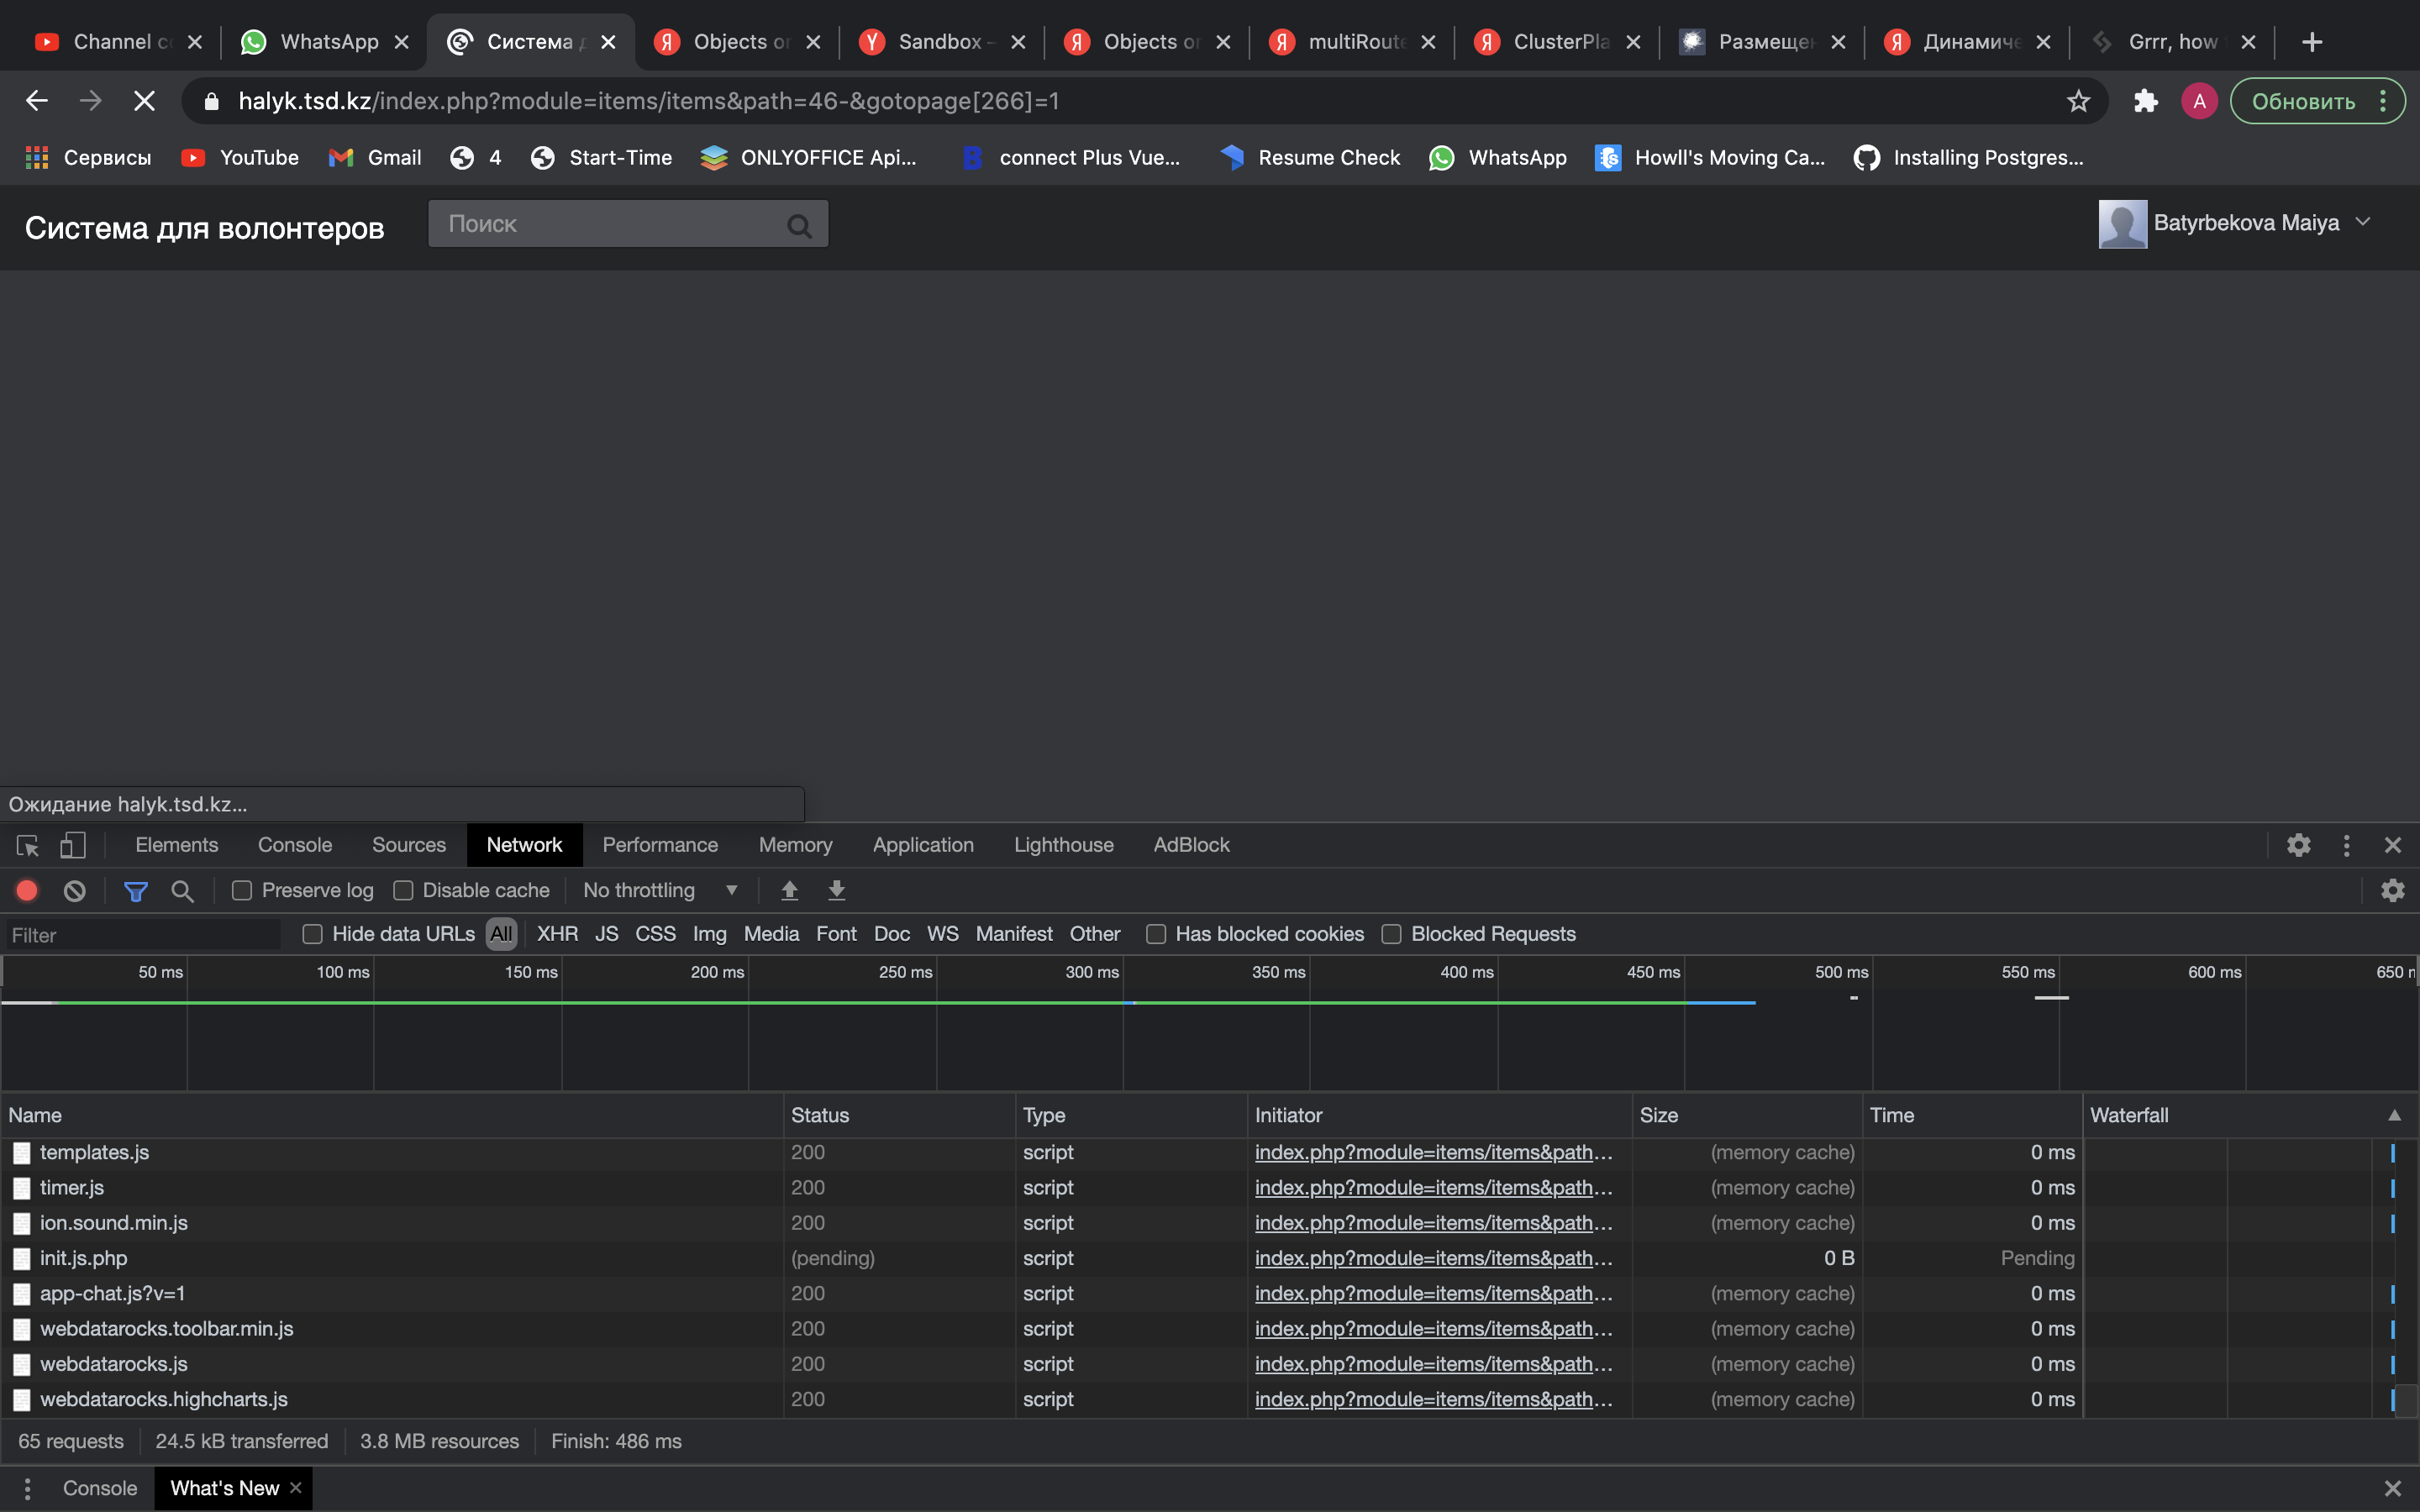 Channel c
WhatsApp
Система
Objects or
Sandbox -
Objects or
multiRoute
ClusterPla
Размещен
Динамиче
Grrr, how
halyk.tsd.kz/index.php?module=items/items&path=46-&gotopage[266]=1
A
Обновить
Сервисы
YouTube
Gmail
4
Start-Time
ONLYOFFICE Api...
connect Plus Vue...
Resume Check
WhatsApp
Howll's Moving Ca...
Installing Postgres...
Система для волонтеров
Поиск
Batyrbekova Maiya
Ожидание halyk.tsd.kz...
Elements Console Sources Network Performance Memory Application Lighthouse AdBlock
Preserve log Disable cache No throttling
Filter Hide data URLs All XHR JS CSS Img Media Font Doc WS Manifest Other Has blocked cookies Blocked Requests
50 ms 100 ms 150 ms 200 ms 250 ms 300 ms 350 ms 400 ms 450 ms 500 ms 550 ms 600 ms 650
Name Status Type Initiator Size Time Waterfall
templates.js 200 script index.php?module=items/items&path... (memory cache) 0 ms
timer.js 200 script index.php?module=items/items&path... (memory cache) 0 ms
ion.sound.min.js 200 script index.php?module=items/items&path... (memory cache) 0 ms
init.js.php (pending) script index.php?module=items/items&path... 0 B Pending
app-chat.js?v=1 200 script index.php?module=items/items&path... (memory cache) 0 ms
webdatarocks.toolbar.min.js 200 script index.php?module=items/items&path... (memory cache) 0 ms
webdatarocks.js 200 script index.php?module=items/items&path... (memory cache) 0 ms
webdatarocks.highcharts.js 200 script index.php?module=items/items&path... (memory cache) 0 ms
65 requests 24.5 kB transferred 3.8 MB resources Finish: 486 ms
Console What's New